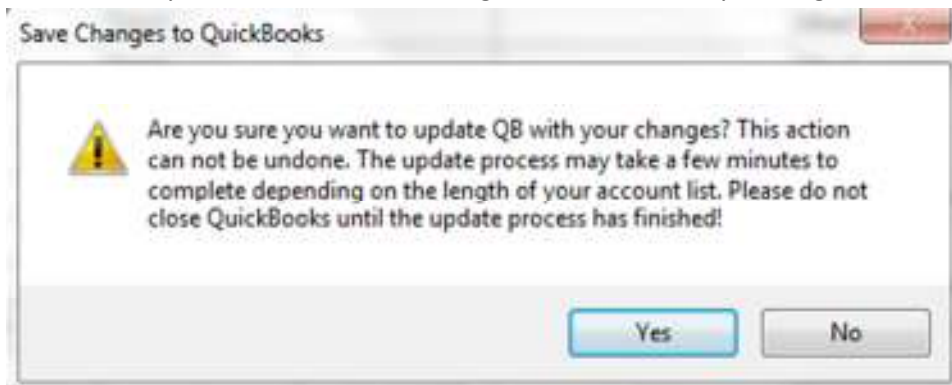 Save Changes to QuickBooks
Are you sure you want to update QB with your changes? This action
can not be undone. The update process may take a few minutes to
complete depending on the length of your account list. Please do not
close QuickBooks until the update process has finished!
Yes No